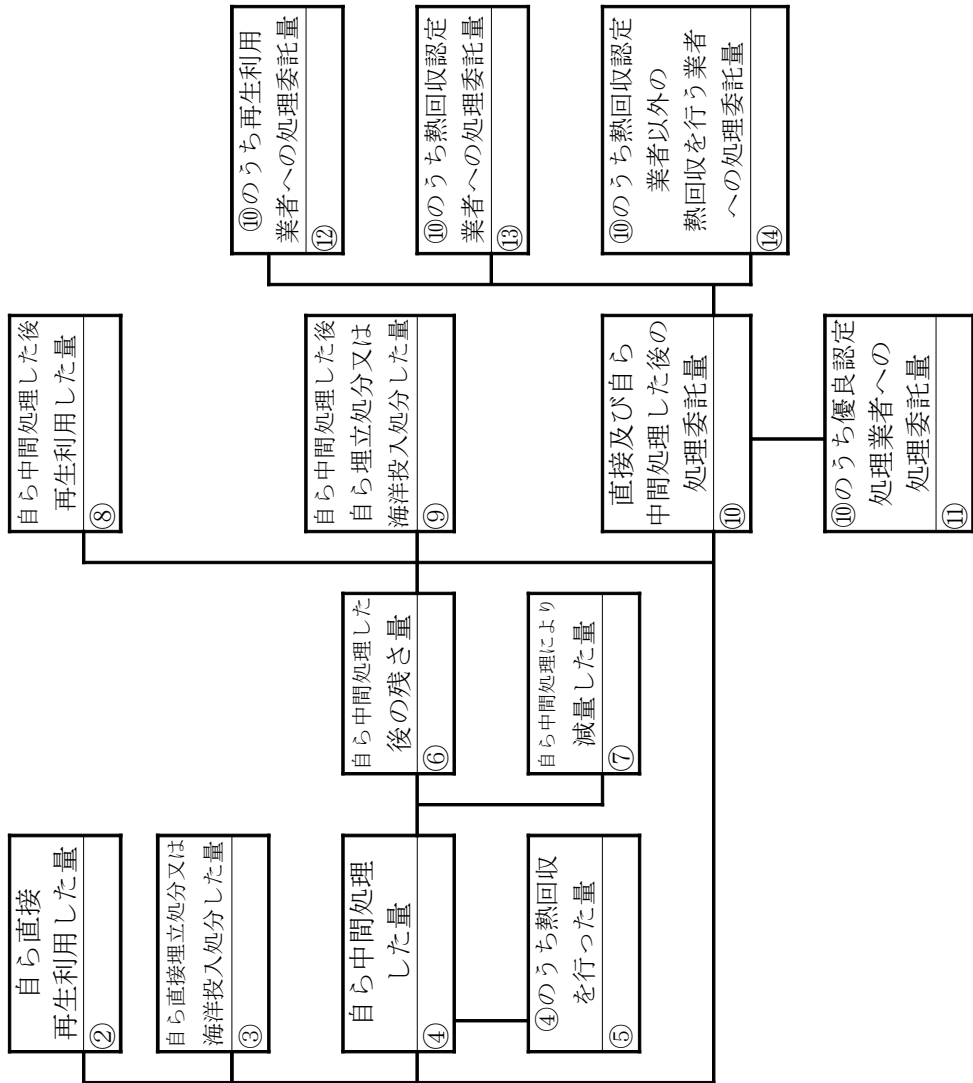 自ら直接
再生利用した量
②
自ら直接埋立処分又は
海洋投入処分した量
③
自ら中間処理
した量
④
④のうち熱回収
を行った量
⑤
自ら中間処理した
後の残さ量
⑥
自ら中間処理により
減量した量
⑦
自ら中間処理した後
再生利用した量
⑧
自ら中間処理した後
自ら埋立処分又は
海洋投入処分した量
⑨
直接及び自ら
中間処理した後の
処理委託量
⑩
⑩のうち優良認定
処理業者への
処理委託量
⑪
⑩のうち再生利用
業者への処理委託量
⑫
⑩のうち熱回収認定
業者への処理委託量
⑬
⑩のうち熱回収認定
業者以外の
熱回収を行う業者
への処理委託量
⑭